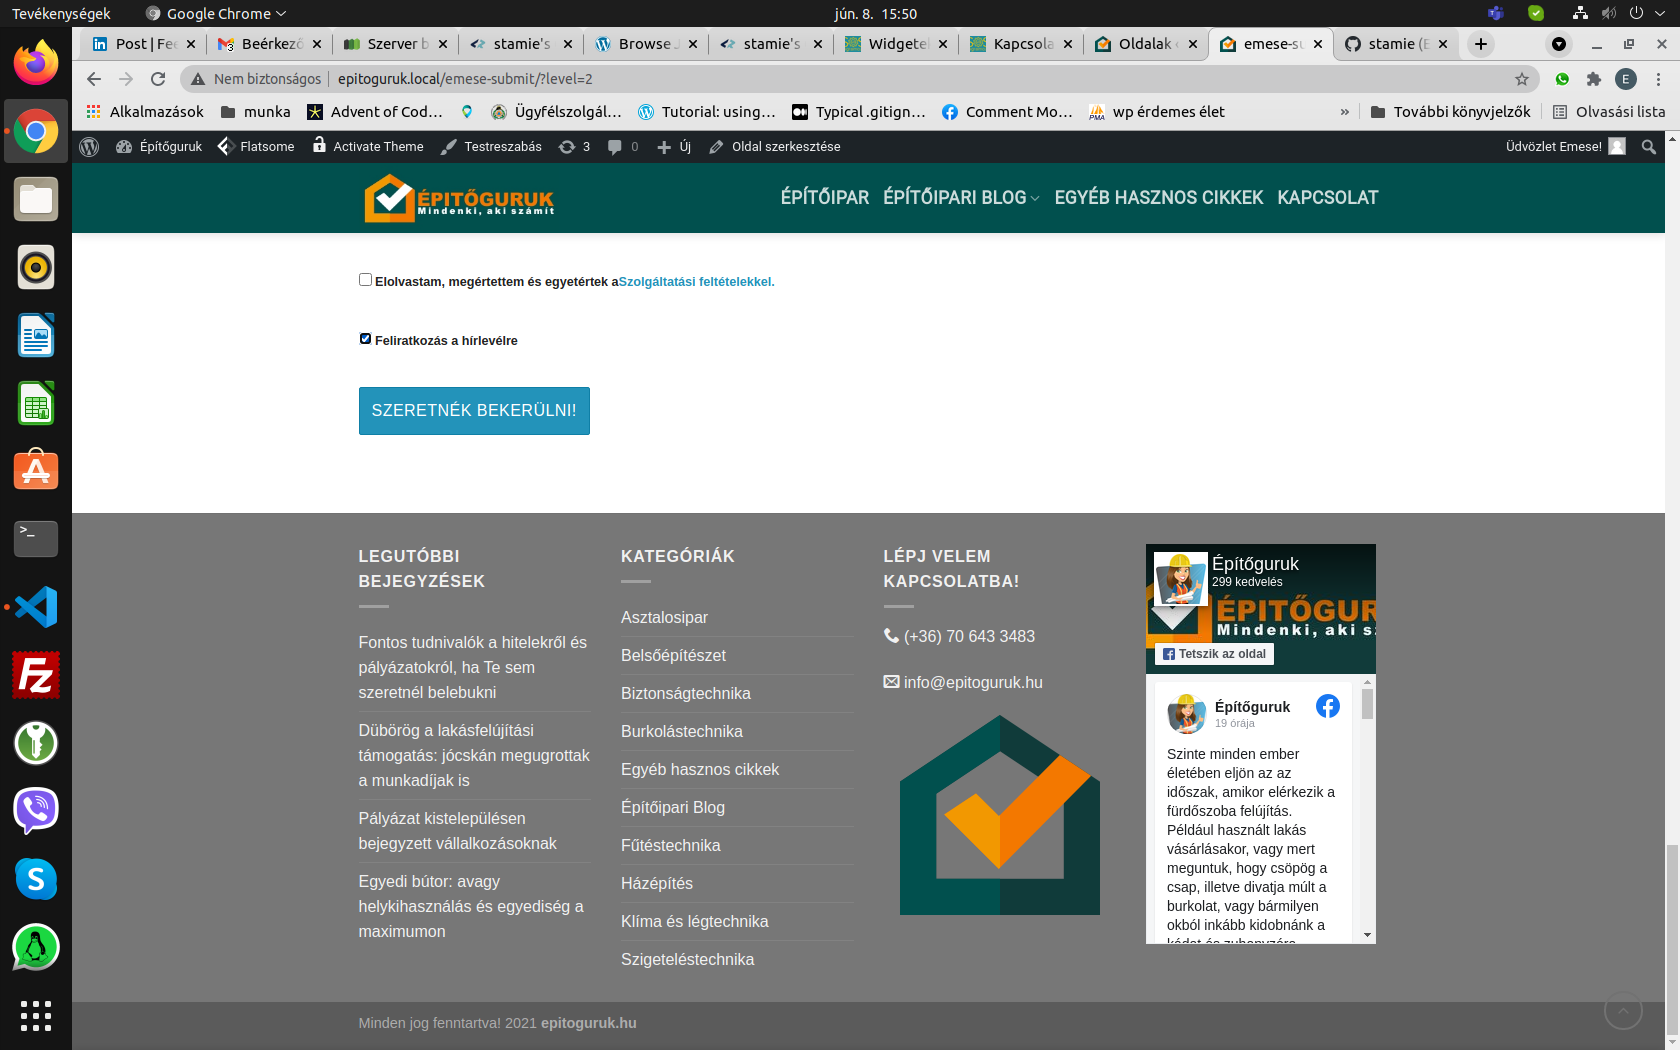 Tevékenységek
Google Chrome
jún. 8. 15:50
Post | Fee
Beérkező
Szerver b
stamie's
Browse
stamie's
Widgetek
Kapcsola
Oldalak
emese-su
stamie (E
Nem biztonságos
epitoguruk.local/emese-submit/?level=2
E
Alkalmazások
munka
Advent of Cod…
Ügyfélszolgál…
Tutorial: using…
Typical .gitign…
Comment Mo…
wp érdemes élet
»
További könyvjelzők
Olvasási lista
Építőguruk
Flatsome
Activate Theme
Testreszabás
3
0
Új
Oldal szerkesztése
Üdvözlet Emese!
ÉPITŐGURUK
Mindenki, aki számít
ÉPÍTŐIPAR
ÉPÍTŐIPARI BLOG
EGYÉB HASZNOS CIKKEK
KAPCSOLAT
Elolvastam, megértettem és egyetértek aSzolgáltatási feltételekkel.
Feliratkozás a hírlevélre
SZERETNÉK BEKERÜLNI!
LEGUTÓBBI
BEJEGYZÉSEK
Fontos tudnivalók a hitelekről és
pályázatokról, ha Te sem
szeretnél belebukni
Dübörög a lakásfelújítási
támogatás: jócskán megugrottak
a munkadíjak is
Pályázat kistelepülésen
bejegyzett vállalkozásoknak
Egyedi bútor: avagy
helykihasználás és egyediség a
maximumon
KATEGÓRIÁK
Asztalosipar
Belsőépítészet
Biztonságtechnika
Burkolástechnika
Egyéb hasznos cikkek
Építőipari Blog
Fűtéstechnika
Házépítés
Klíma és légtechnika
Szigeteléstechnika
LÉPJ VELEM
KAPCSOLATBA!
(+36) 70 643 3483
info@epitoguruk.hu
Építőguruk
299 kedvelés
ÉPITŐGUR
Mindenki, aki sz
Tetszik az oldal
Építőguruk
19 órája
Szinte minden ember
életében eljön az az
időszak, amikor elérkezik a
fürdőszoba felújítás.
Például használt lakás
vásárlásakor, vagy mert
meguntuk, hogy csöpög a
csap, illetve divatja múlt a
burkolat, vagy bármilyen
okból inkább kidobnánk a
Minden jog fenntartva! 2021 epitoguruk.hu